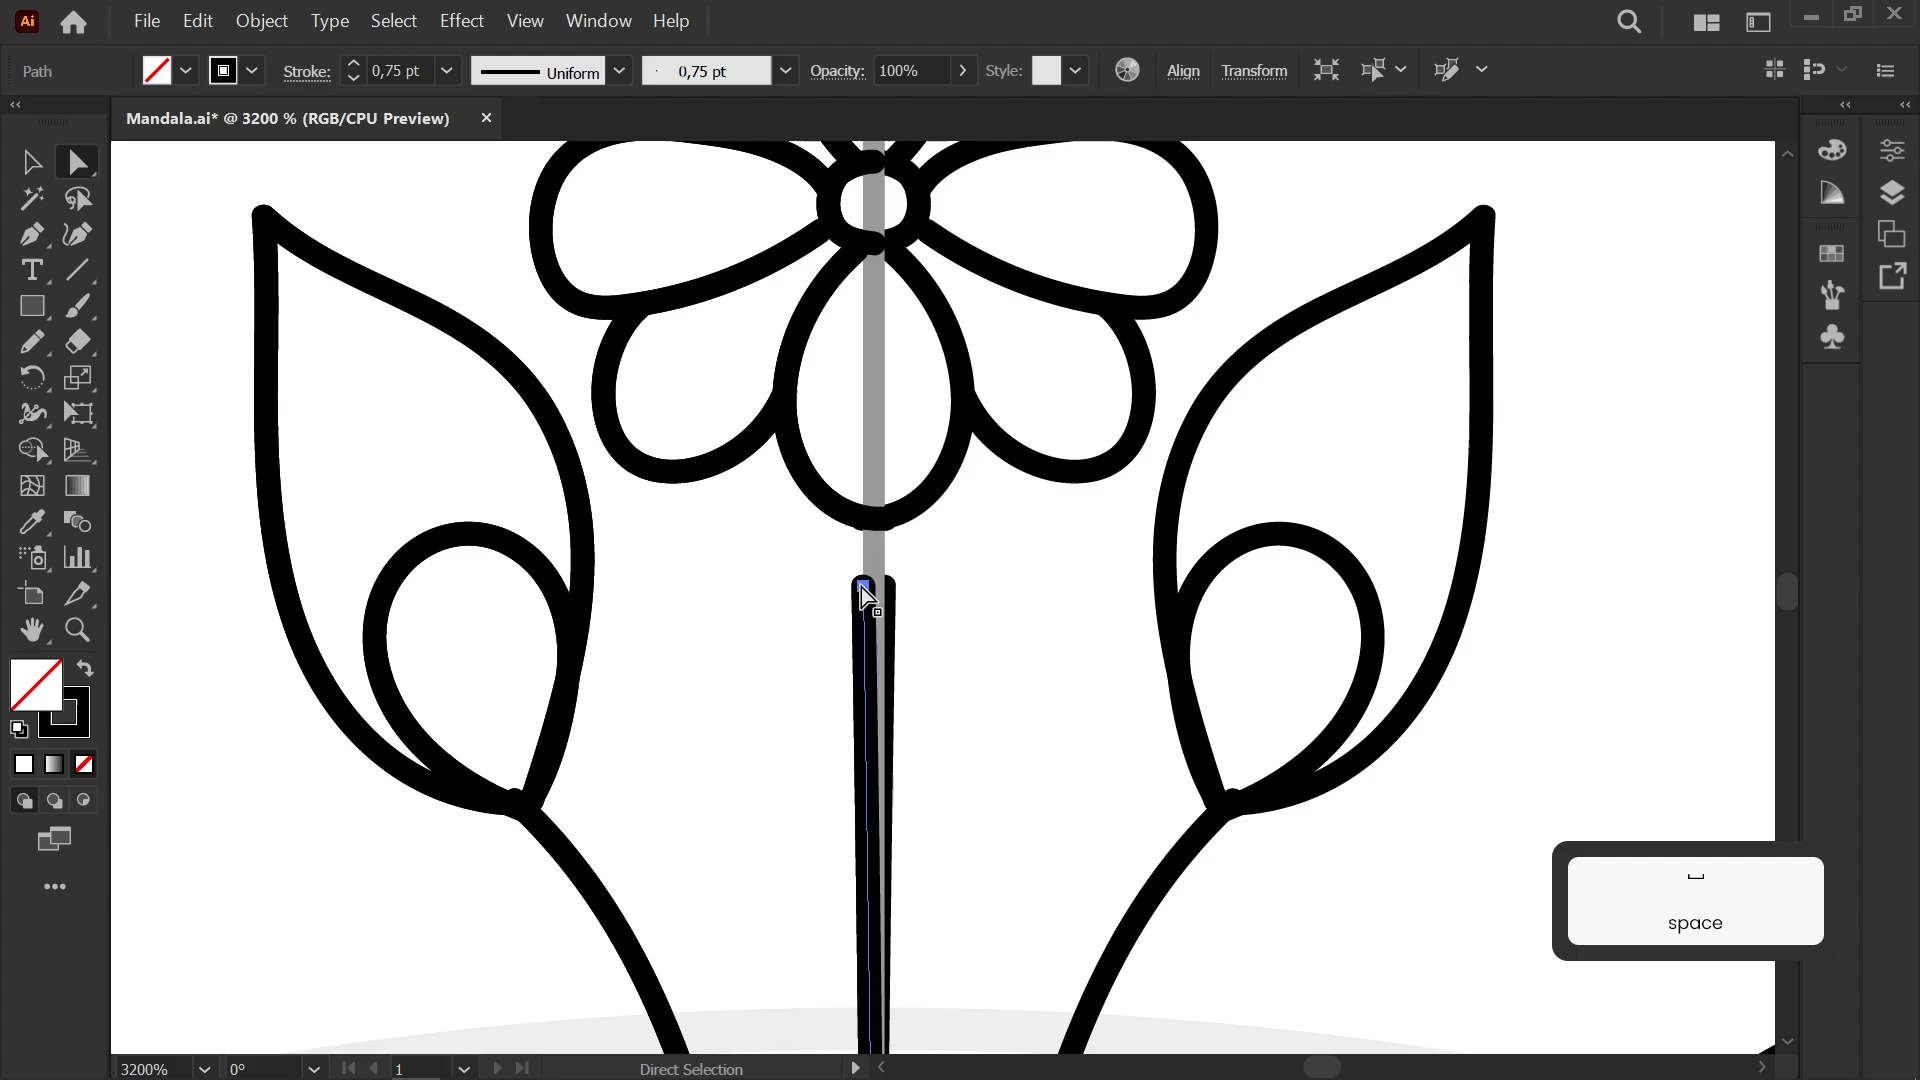 Ai File Edit Object Type Select Effect View Window Help
Path Stroke: 0,75 pt Uniform 0,75 pt Opacity: 100% Style: Align Transform
Mandala.ai* @ 3200 % (RGB/CPU Preview)
space
3200% 0° 1 Direct Selection